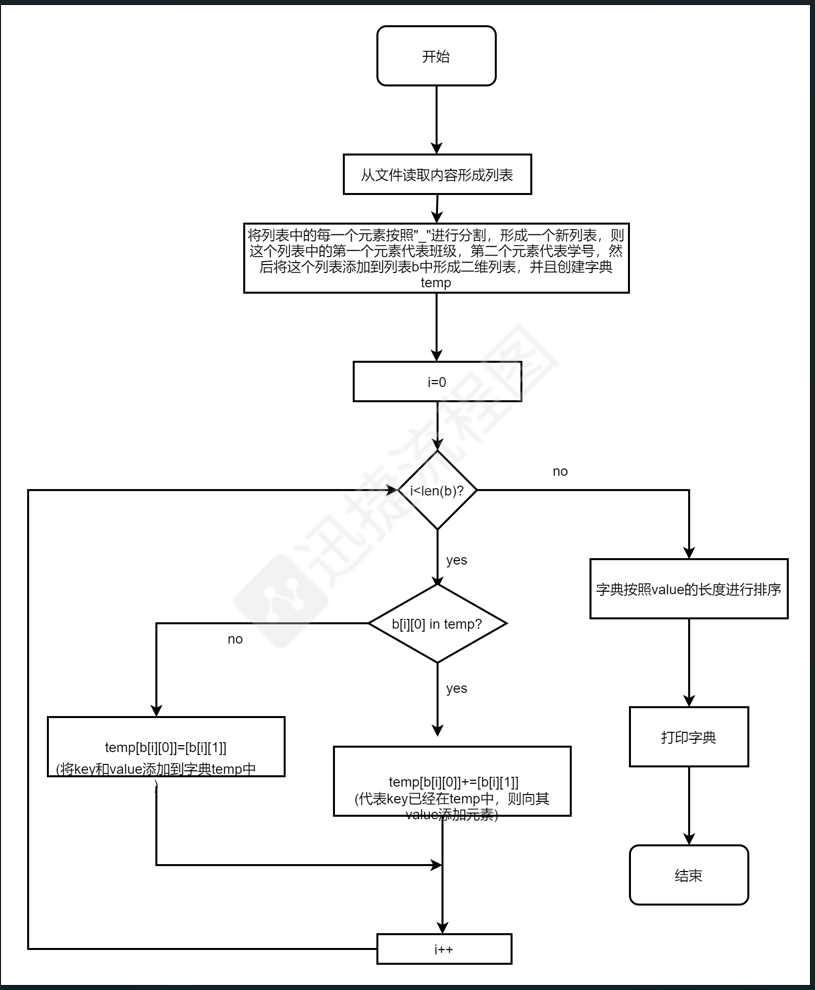 开始
从文件读取内容形成列表
将列表中的每一个元素按照"_"进行分割，形成一个新列表，则
这个列表中的第一个元素代表班级，第二个元素代表学号，然
后将这个列表添加到列表b中形成二维列表，并且创建字典
temp
i=0
i<len(b)?
no
yes
字典按照value的长度进行排序
b[i][0] in temp?
no
yes
temp[b[i][0]]=[b[i][1]]
(将key和value添加到字典temp中
)
temp[b[i][0]]+=[b[i][1]]
(代表key已经在temp中，则向其
value添加元素)
打印字典
结束
i++
迅捷流程图